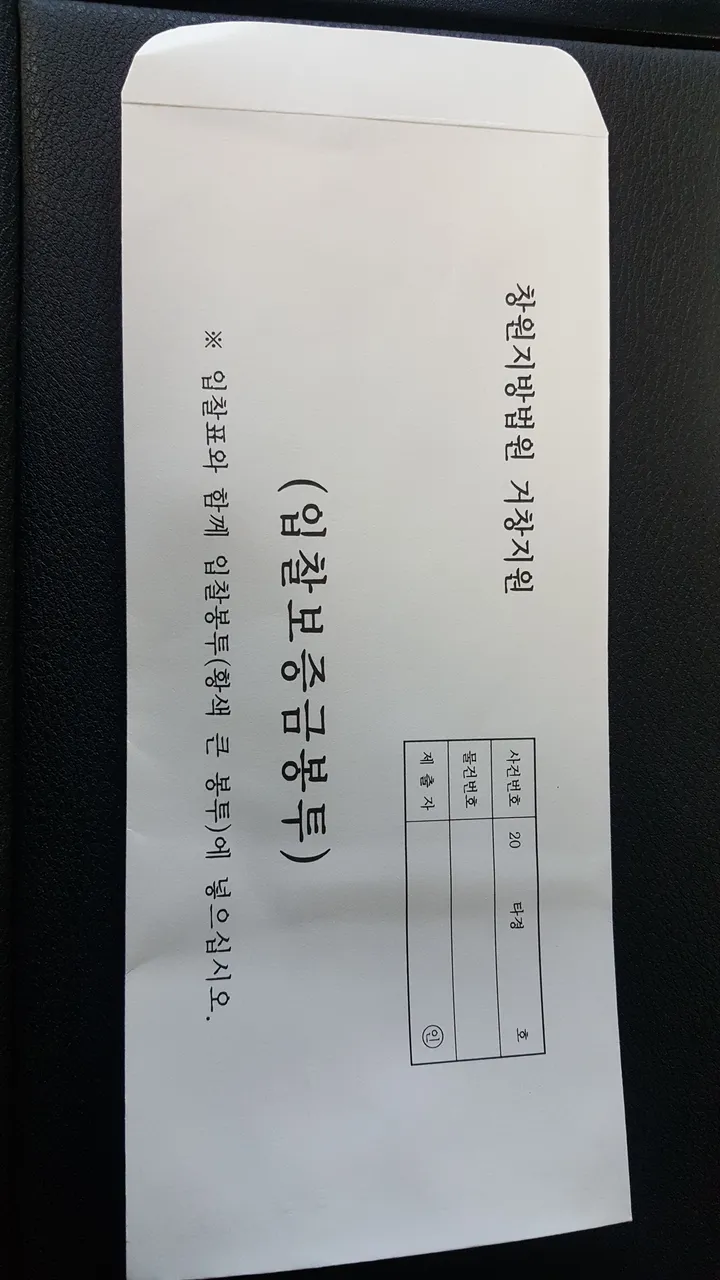 창원지방법원 거창지원
사건번호 20 타경 호
물건번호
제 출 자 ㊞
(입찰보증금봉투)
※ 입찰표와 함께 입찰봉투(황색 큰 봉투)에 넣으십시오.